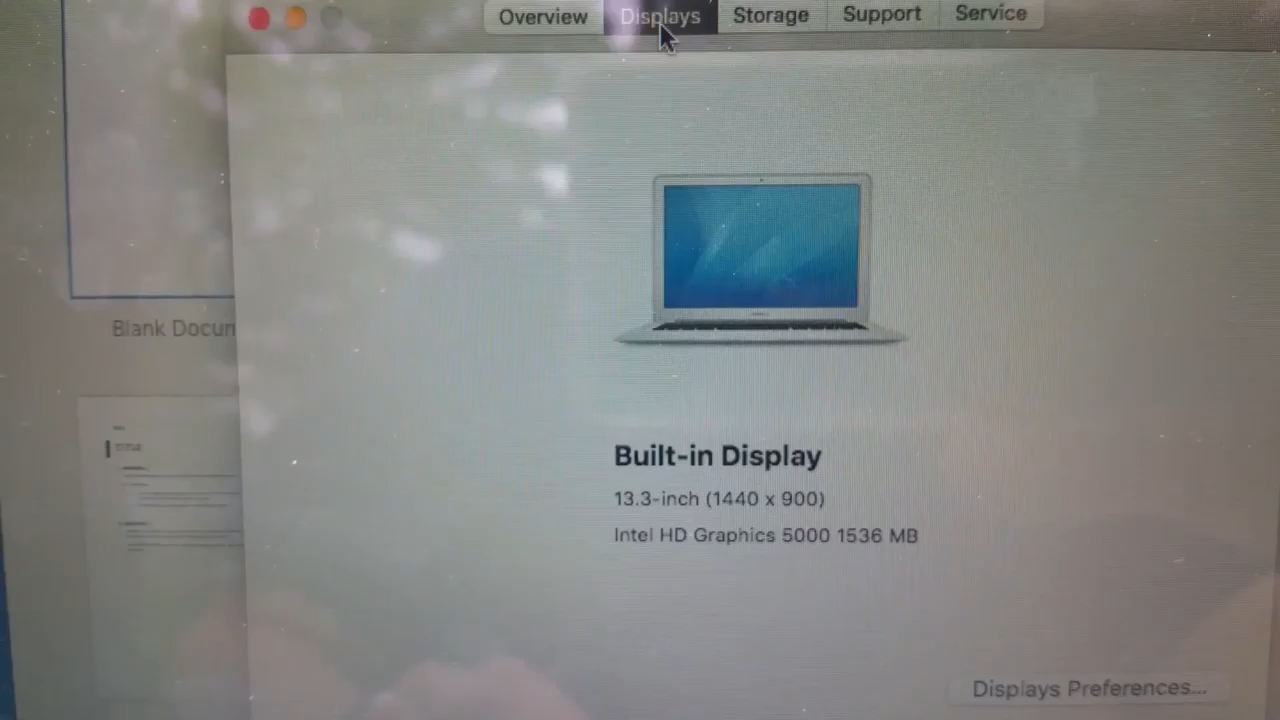 Overview Displays Storage Support Service
Blank Docum
Built-in Display
13.3-inch (1440 x 900)
Intel HD Graphics 5000 1536 MB
Displays Preferences...